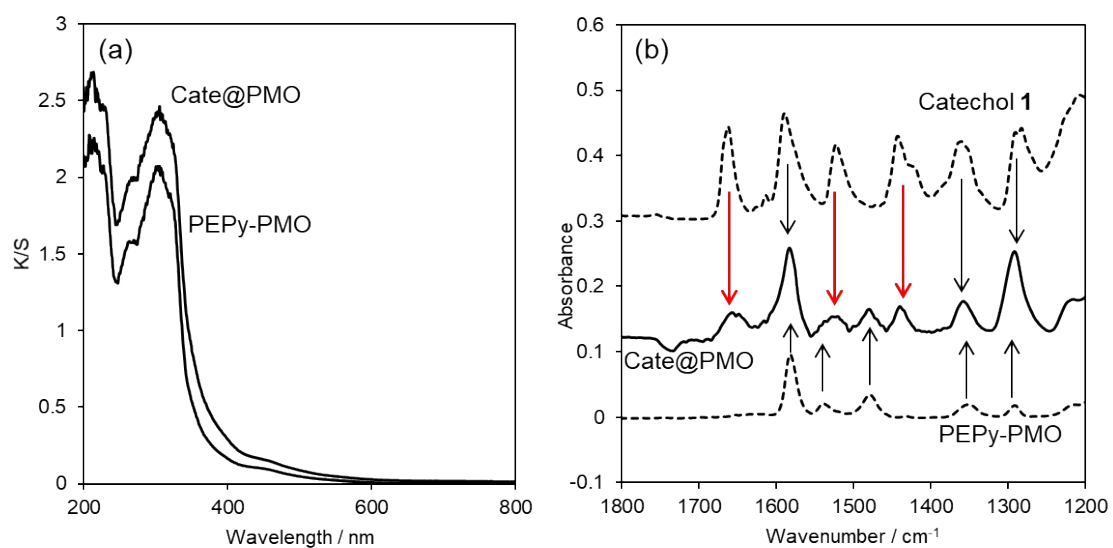 (a)
3
2.5
2
1.5
1
0.5
0
K/S
Cate@PMO
PEPy-PMO
200
400
600
800
Wavelength / nm
(b)
0.6
0.5
0.4
0.3
0.2
0.1
0
-0.1
Absorbance
Catechol 1
Cate@PMO
PEPy-PMO
1800
1700
1600
1500
1400
1300
1200
Wavenumber / cm⁻¹